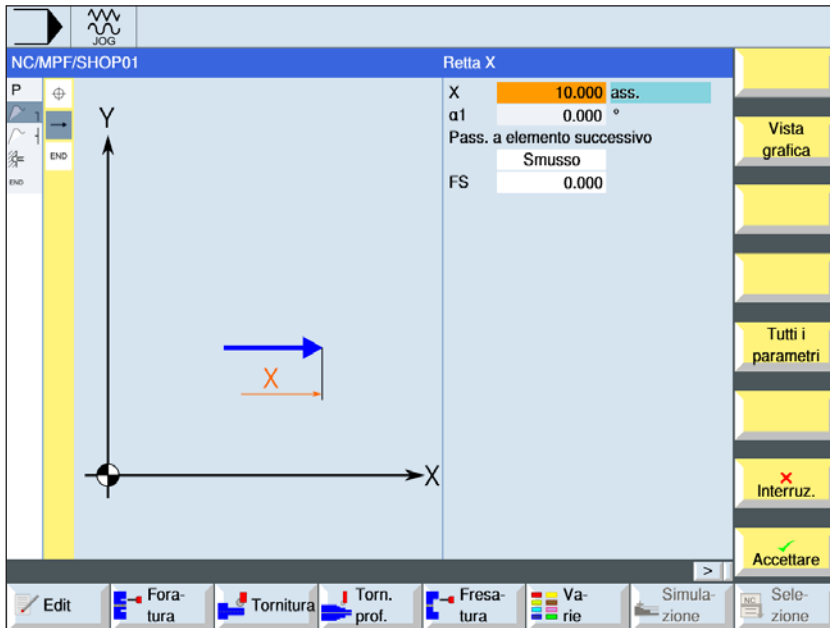 JOG
NC/MPF/SHOP01
Retta X
P
END
END
Y
X
X
X 10.000 ass.
α1 0.000 °
Pass. a elemento successivo
Smusso
FS 0.000
Vista
grafica
Tutti i
parametri
Interruz.
Accettare
>
Edit
Fora-
tura
Tornitura
Torn.
prof.
Fresa-
tura
Va-
rie
Simula-
zione
NC
Sele-
zione